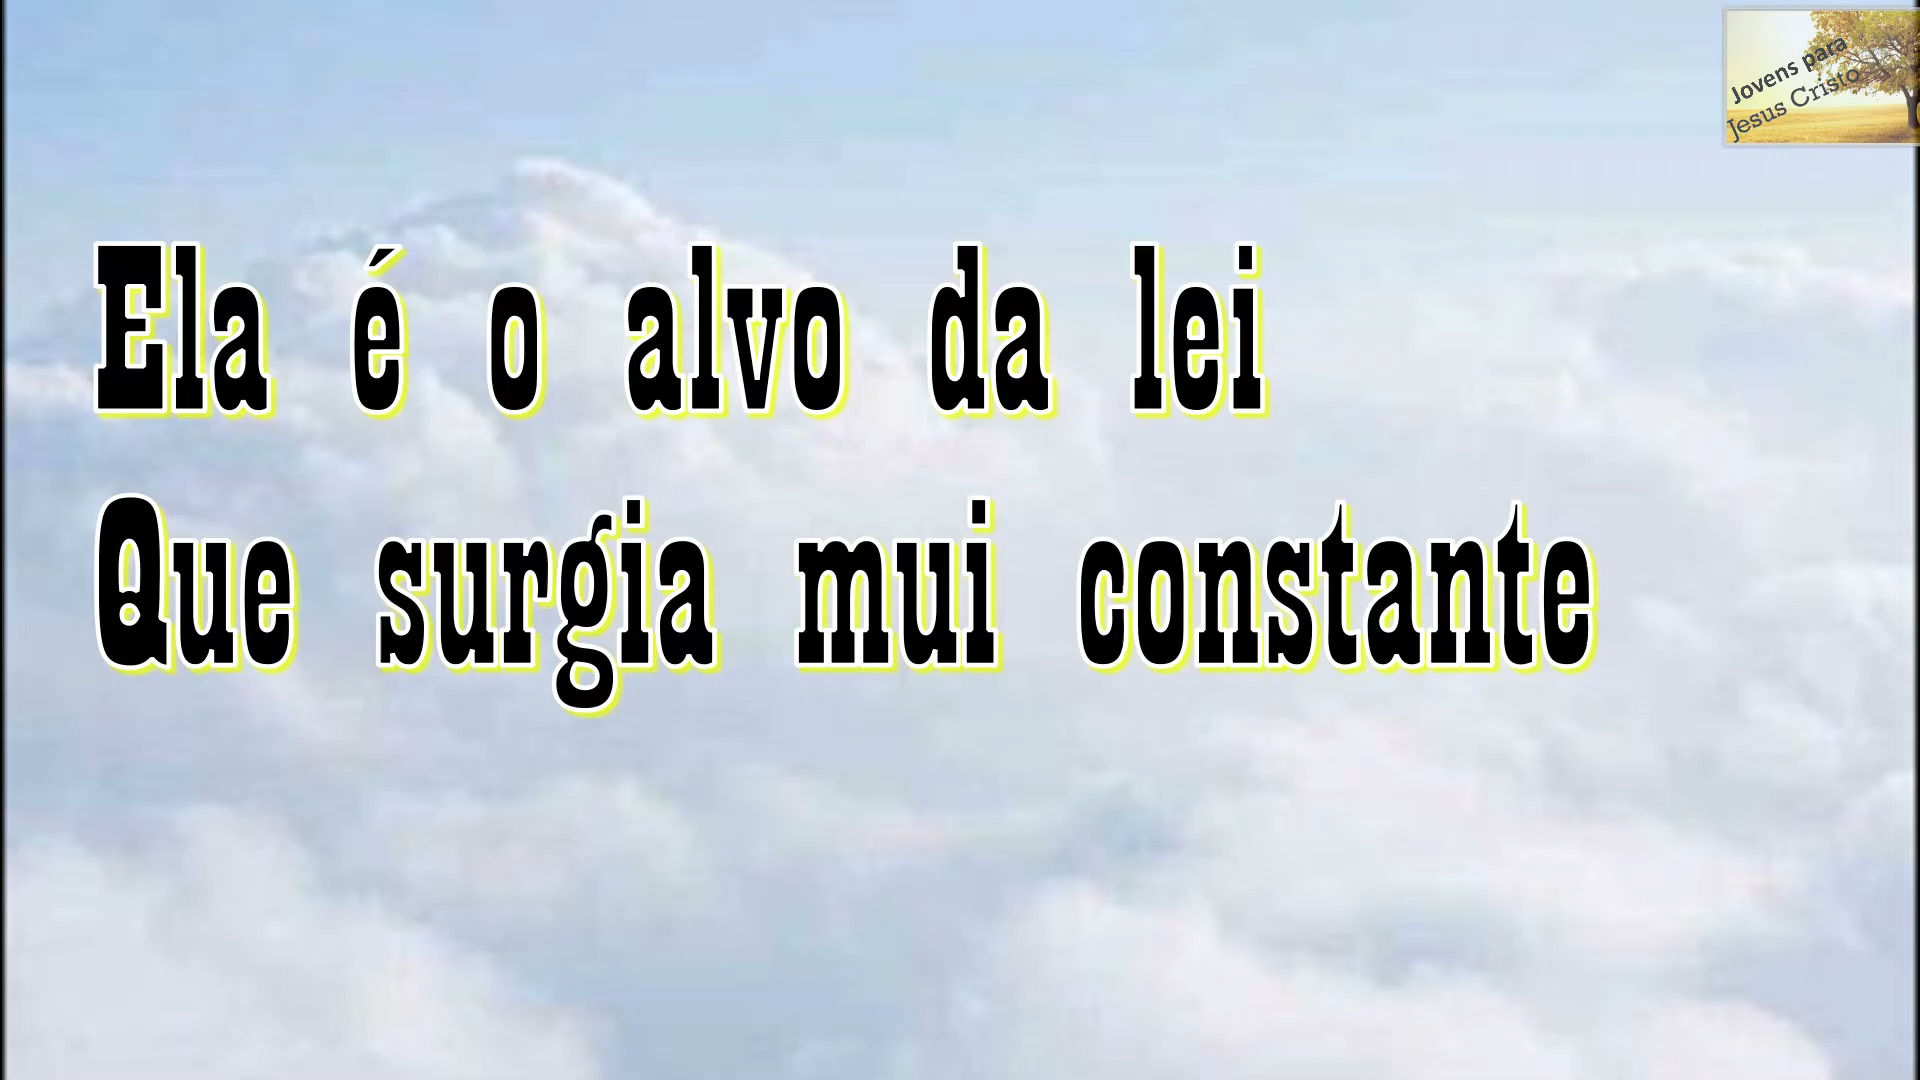 Jovens para
Jesus Cristo
Ela é o alvo da lei
Que surgia mui constante